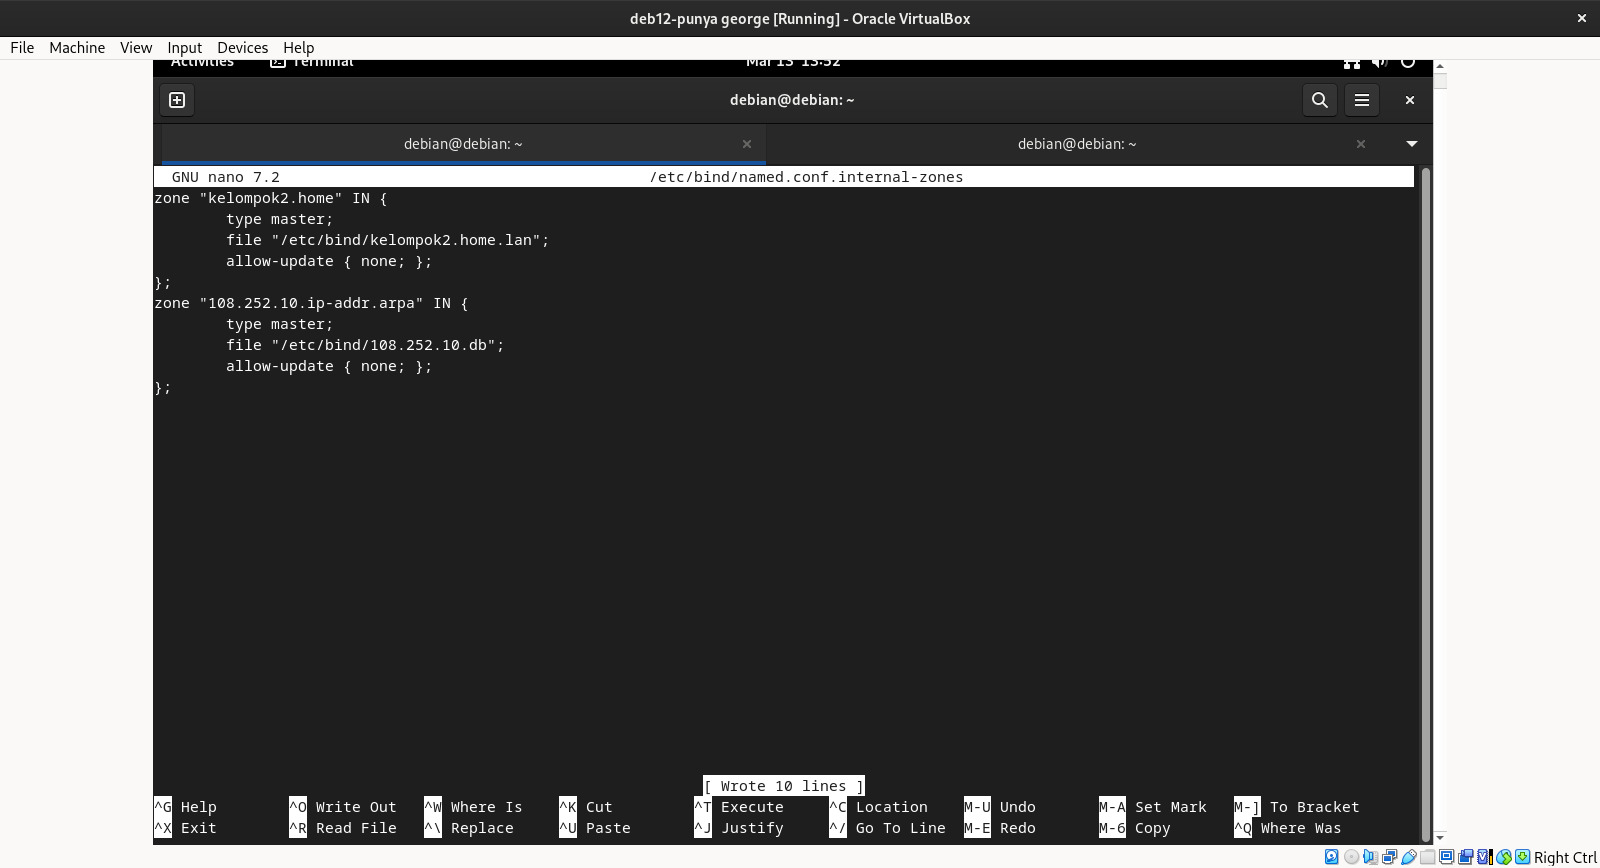 deb12-punya george [Running] - Oracle VirtualBox
File Machine View Input Devices Help
Activities Terminal Mar 13 13:52
debian@debian: ~
debian@debian: ~ debian@debian: ~
GNU nano 7.2 /etc/bind/named.conf.internal-zones
zone "kelompok2.home" IN {
type master;
file "/etc/bind/kelompok2.home.lan";
allow-update { none; };
};
zone "108.252.10.ip-addr.arpa" IN {
type master;
file "/etc/bind/108.252.10.db";
allow-update { none; };
};
[ Wrote 10 lines ]
^G Help ^O Write Out ^W Where Is ^K Cut ^T Execute ^C Location M-U Undo M-A Set Mark M-] To Bracket
^X Exit ^R Read File ^\ Replace ^U Paste ^J Justify ^/ Go To Line M-E Redo M-6 Copy ^Q Where Was
Right Ctrl